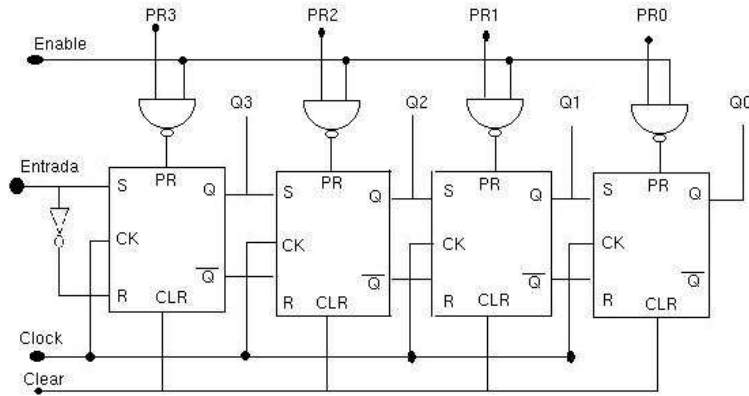 PR3 PR2 PR1 PR0
Enable
Q3 Q2 Q1 Q0
Entrada
S PR Q S PR Q S PR Q S PR Q
CK CK CK CK
R CLR Q R CLR Q R CLR Q R CLR Q
Clock
Clear